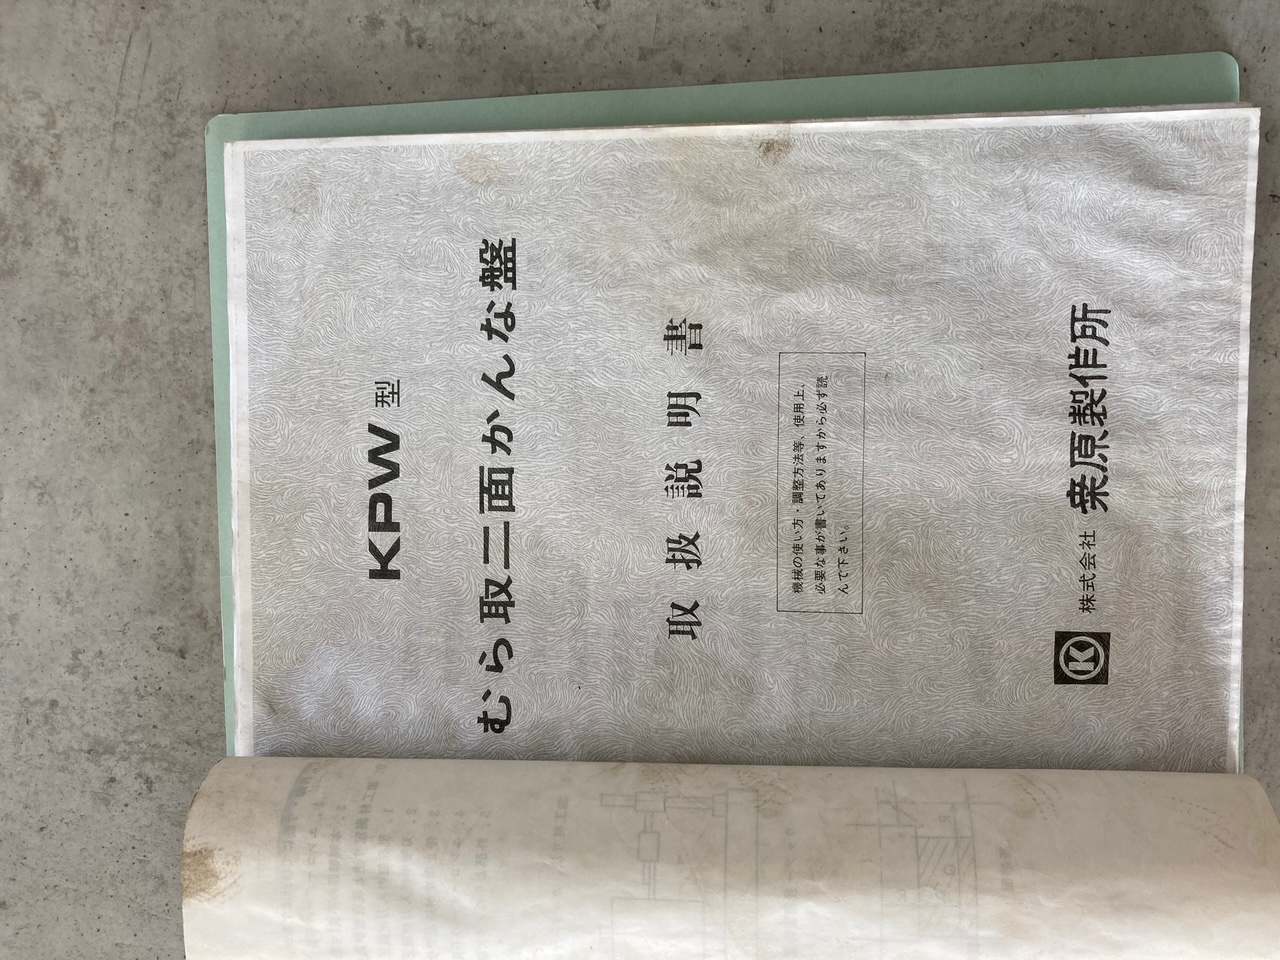 KPW型
むら取二面かんな盤
取扱説明書
機械の使い方・調整方法等、使用上、
必要な事が書いてありますから必ず読
んで下さい。
K 株式会社 桒原製作所